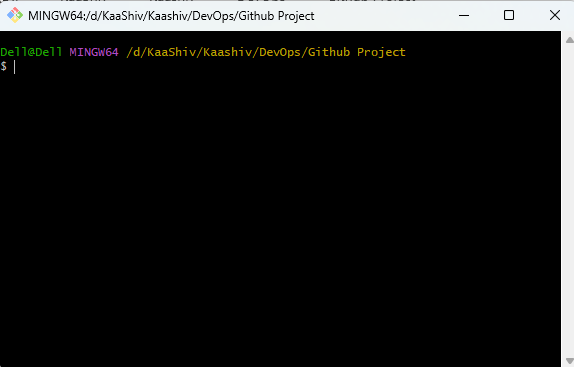 MINGW64:/d/KaaShiv/Kaashiv/DevOps/Github Project
Dell@Dell MINGW64 /d/KaaShiv/Kaashiv/DevOps/Github Project
$